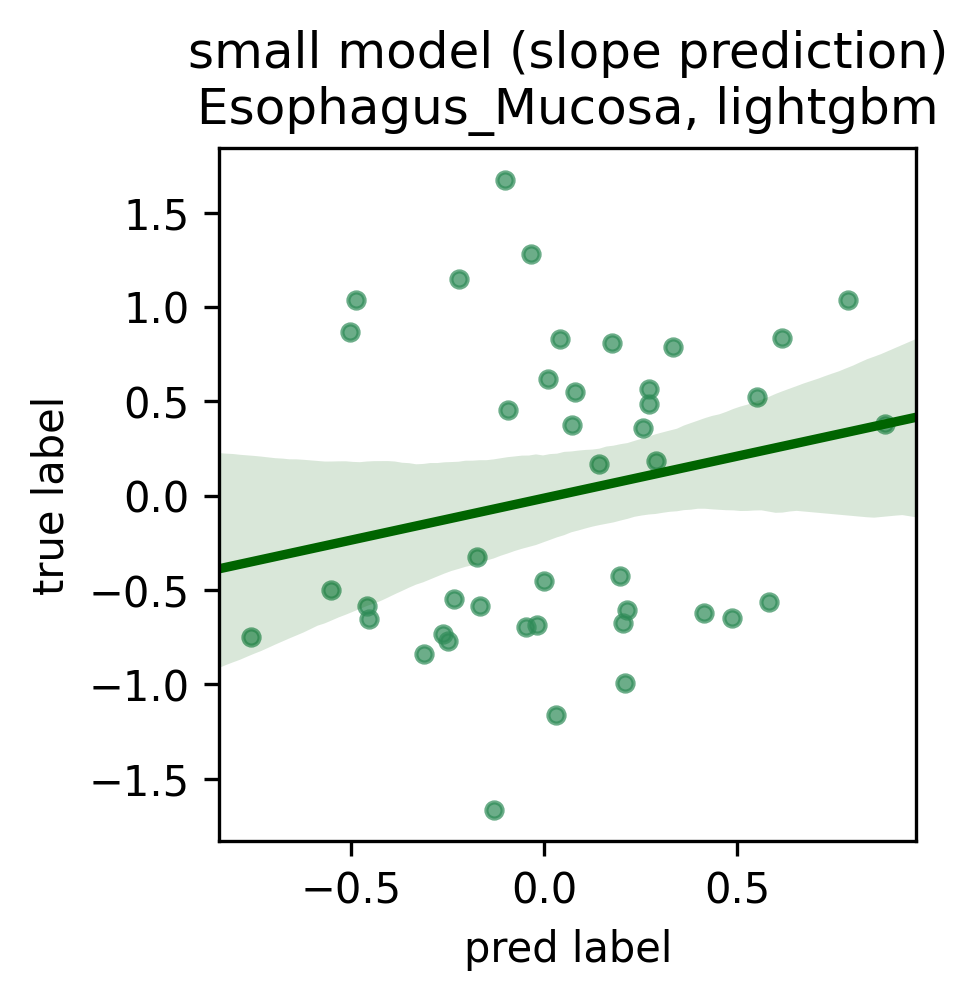 small model (slope prediction)
Esophagus_Mucosa, lightgbm
true label
1.5
1.0
0.5
0.0
−0.5
−1.0
−1.5
−0.5
0.0
0.5
pred label